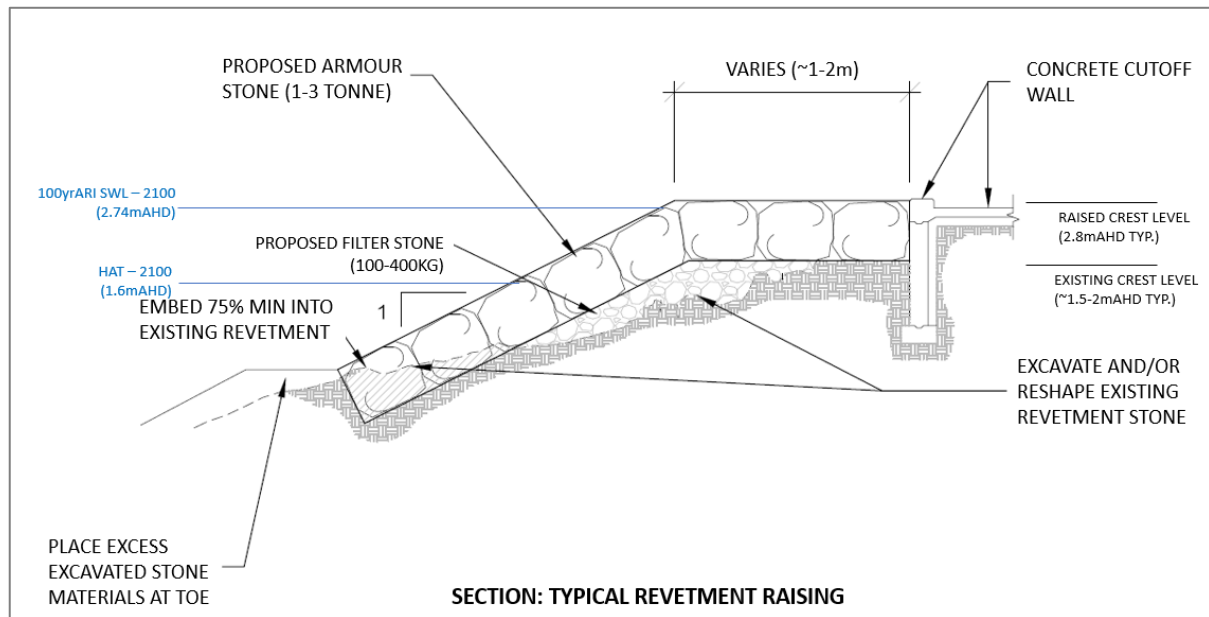 PROPOSED ARMOUR
STONE (1-3 TONNE)
VARIES (~1-2m)
CONCRETE CUTOFF
WALL
100yrARI SWL – 2100
(2.74mAHD)
RAISED CREST LEVEL
(2.8mAHD TYP.)
PROPOSED FILTER STONE
(100-400KG)
HAT – 2100
(1.6mAHD)
EXISTING CREST LEVEL
(~1.5-2mAHD TYP.)
EMBED 75% MIN INTO
EXISTING REVETMENT
1
EXCAVATE AND/OR
RESHAPE EXISTING
REVETMENT STONE
PLACE EXCESS
EXCAVATED STONE
MATERIALS AT TOE
SECTION: TYPICAL REVETMENT RAISING